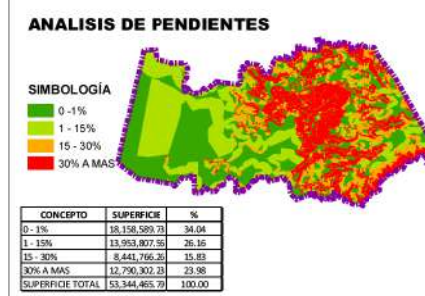 ANALISIS DE PENDIENTES
SIMBOLOGÍA
0 -1%
1 - 15%
15 - 30%
30% A MAS
CONCEPTO SUPERFICIE %
0 - 1% 18,158,589.73 34.04
1 - 15% 13,953,807.56 26.16
15 - 30% 8,441,766.26 15.83
30% A MAS 12,790,302.23 23.98
SUPERFICIE TOTAL 53,344,465.79 100.00